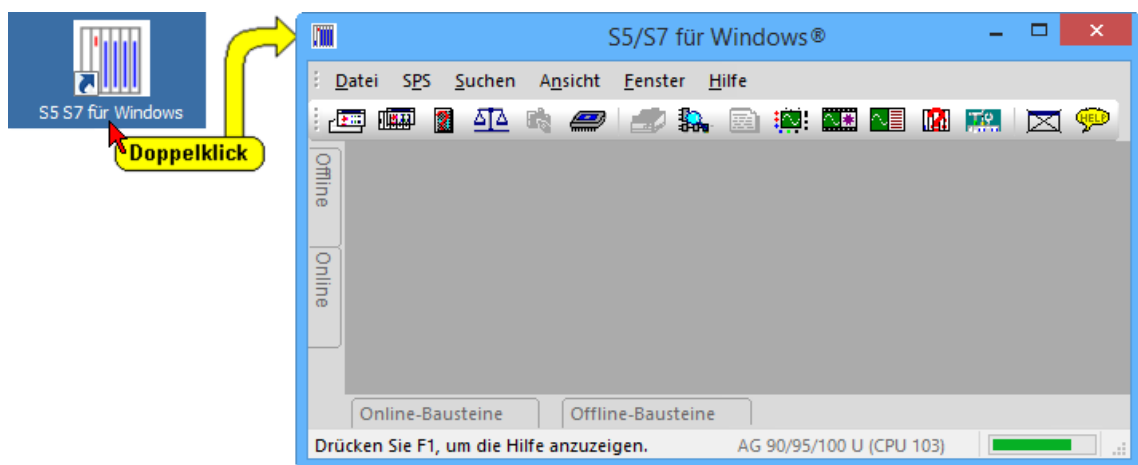 S5 S7 für Windows
Doppelklick
S5/S7 für Windows®
Datei SPS Suchen Ansicht Fenster Hilfe
HELP
Offline
Online
Online-Bausteine Offline-Bausteine
Drücken Sie F1, um die Hilfe anzuzeigen. AG 90/95/100 U (CPU 103)